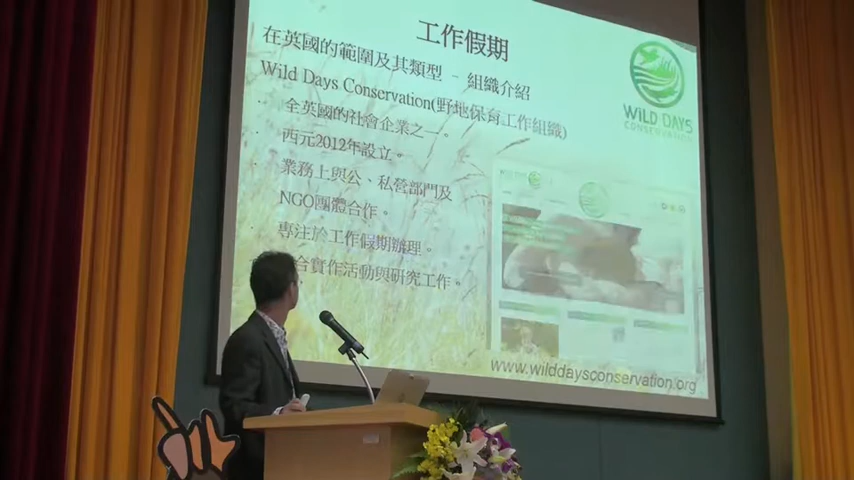 工作假期
在英國的範圍及其類型 - 組織介紹
Wild Days Conservation(野地保育工作組織)
· 全英國的社會企業之一。
· 西元2012年設立。
· 業務上與公、私營部門及
NGO團體合作。
· 專注於工作假期辦理。
合實作活動與研究工作。
WILD DAYS
CONSERVATION
www.wilddaysconservation.org